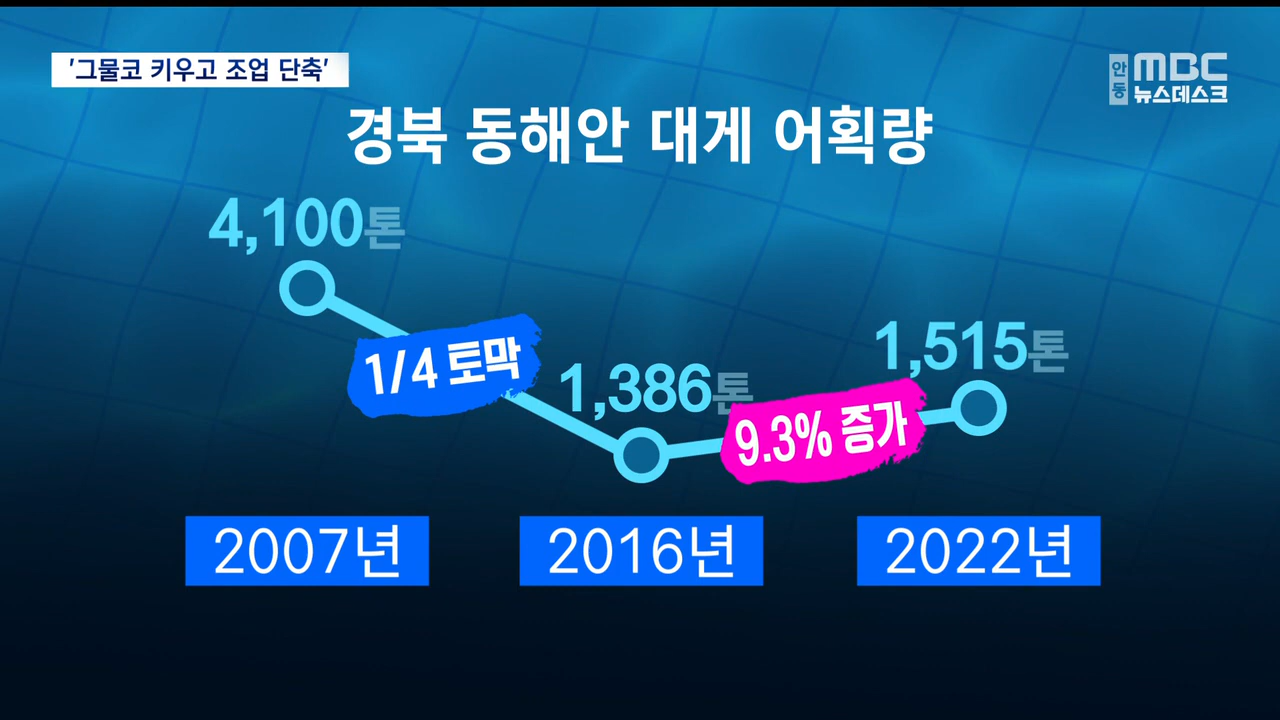 '그물코 키우고 조업 단축'
안동
MBC
뉴스데스크
경북 동해안 대게 어획량
4,100톤
1/4 토막
1,386톤
9.3% 증가
1,515톤
2007년
2016년
2022년